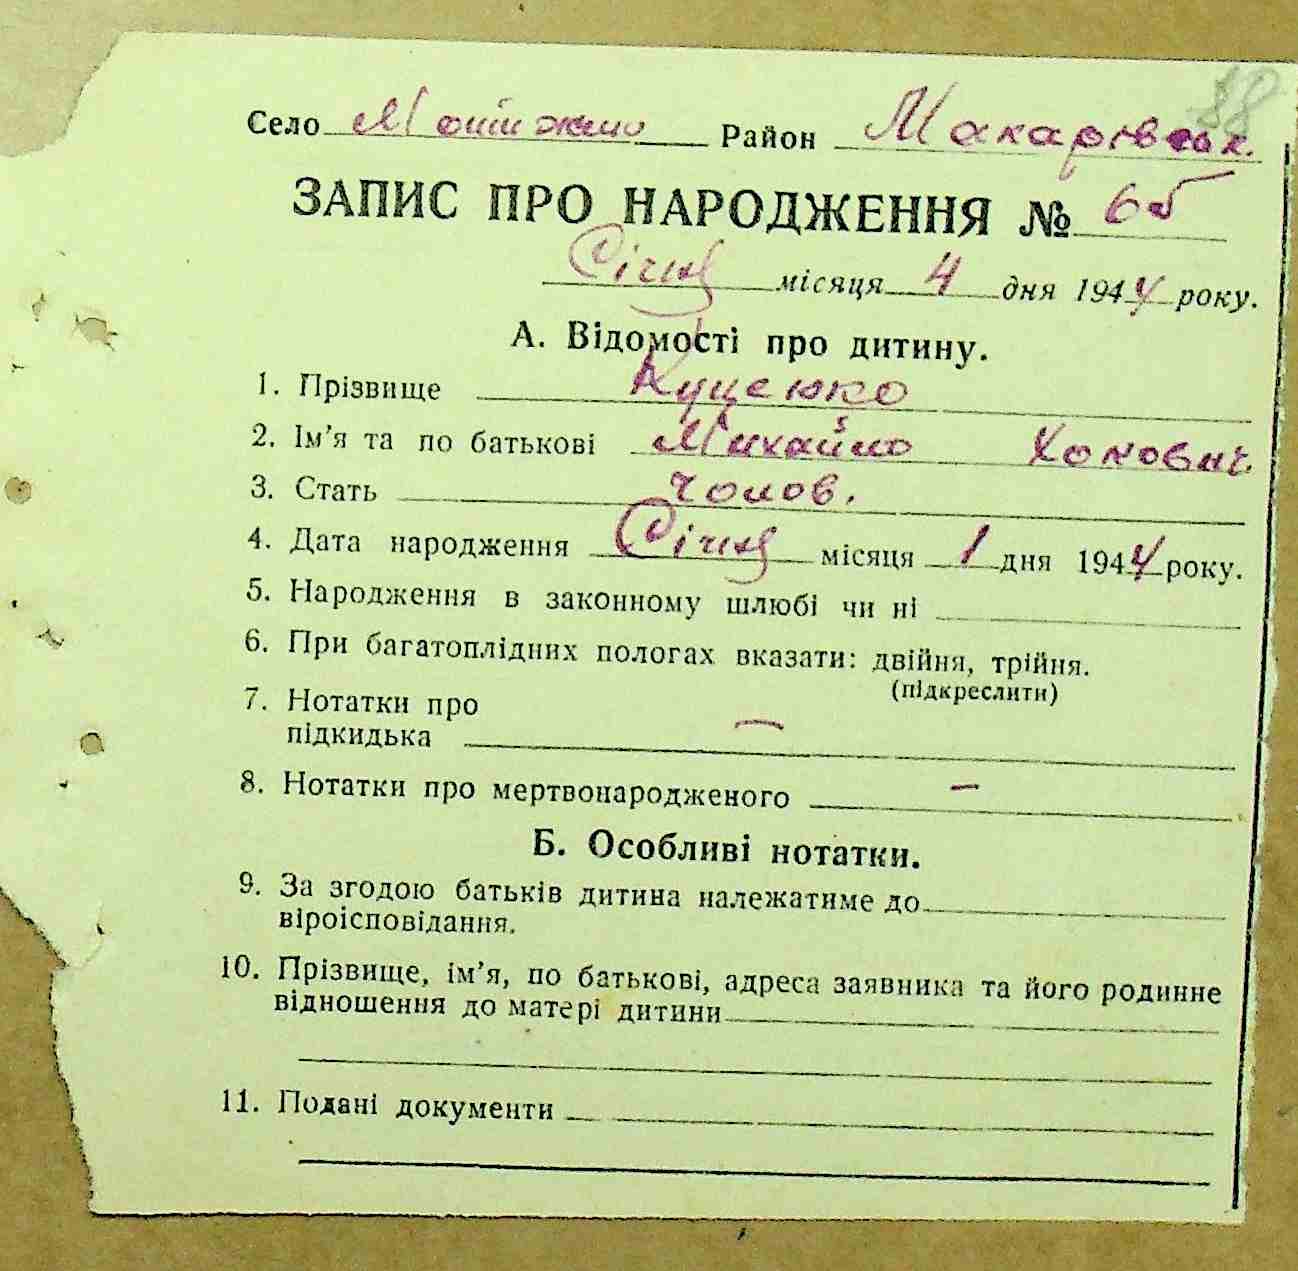 38
Село Мотижино Район Макарівськ.
ЗАПИС ПРО НАРОДЖЕННЯ №
Січня місяця 4 дня 1944 року.
А. Відомості про дитину.
1. Прізвище Куценко
2. Ім'я та по батькові Михайло Хомович
3. Стать чолов.
4. Дата народження Січня місяця 1 дня 1944 року.
5. Народження в законному шлюбі чи ні
6. При багатоплідних пологах вказати: двійня, трійня.
(підкреслити)
7. Нотатки про
підкидька —
8. Нотатки про мертвонародженого —
Б. Особливі нотатки.
9. За згодою батьків дитина належатиме до
віроісповідання.
10. Прізвище, ім'я, по батькові, адреса заявника та його родинне
відношення до матері дитини
11. Подані документи